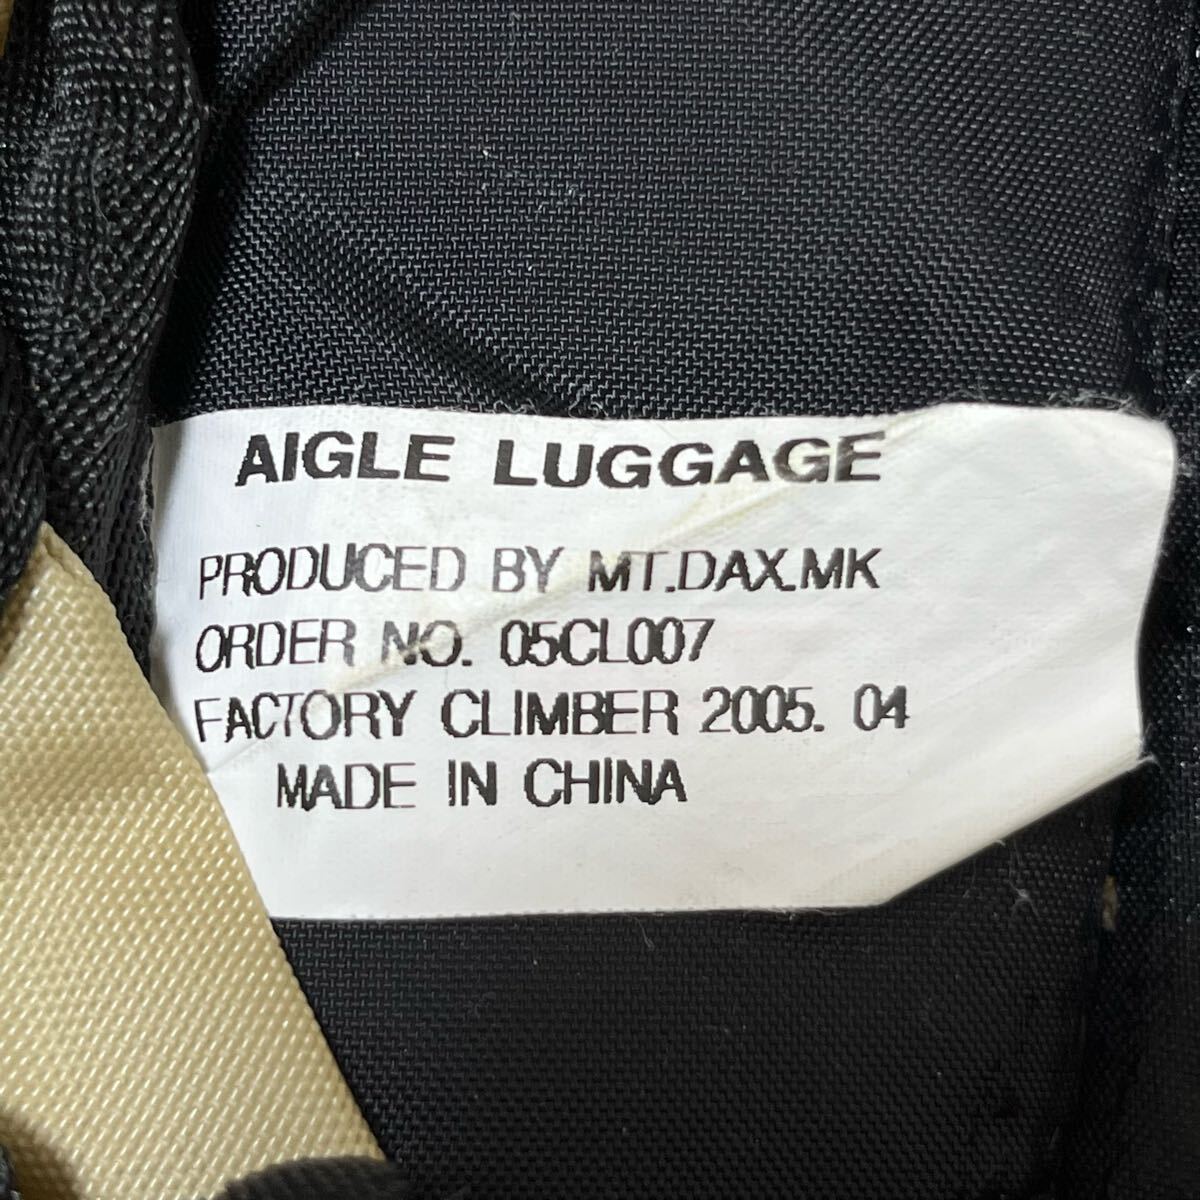 AIGLE LUGGAGE
PRODUCED BY MT.DAX.MK
ORDER NO. 05CL007
FACTORY CLIMBER 2005. 04
MADE IN CHINA